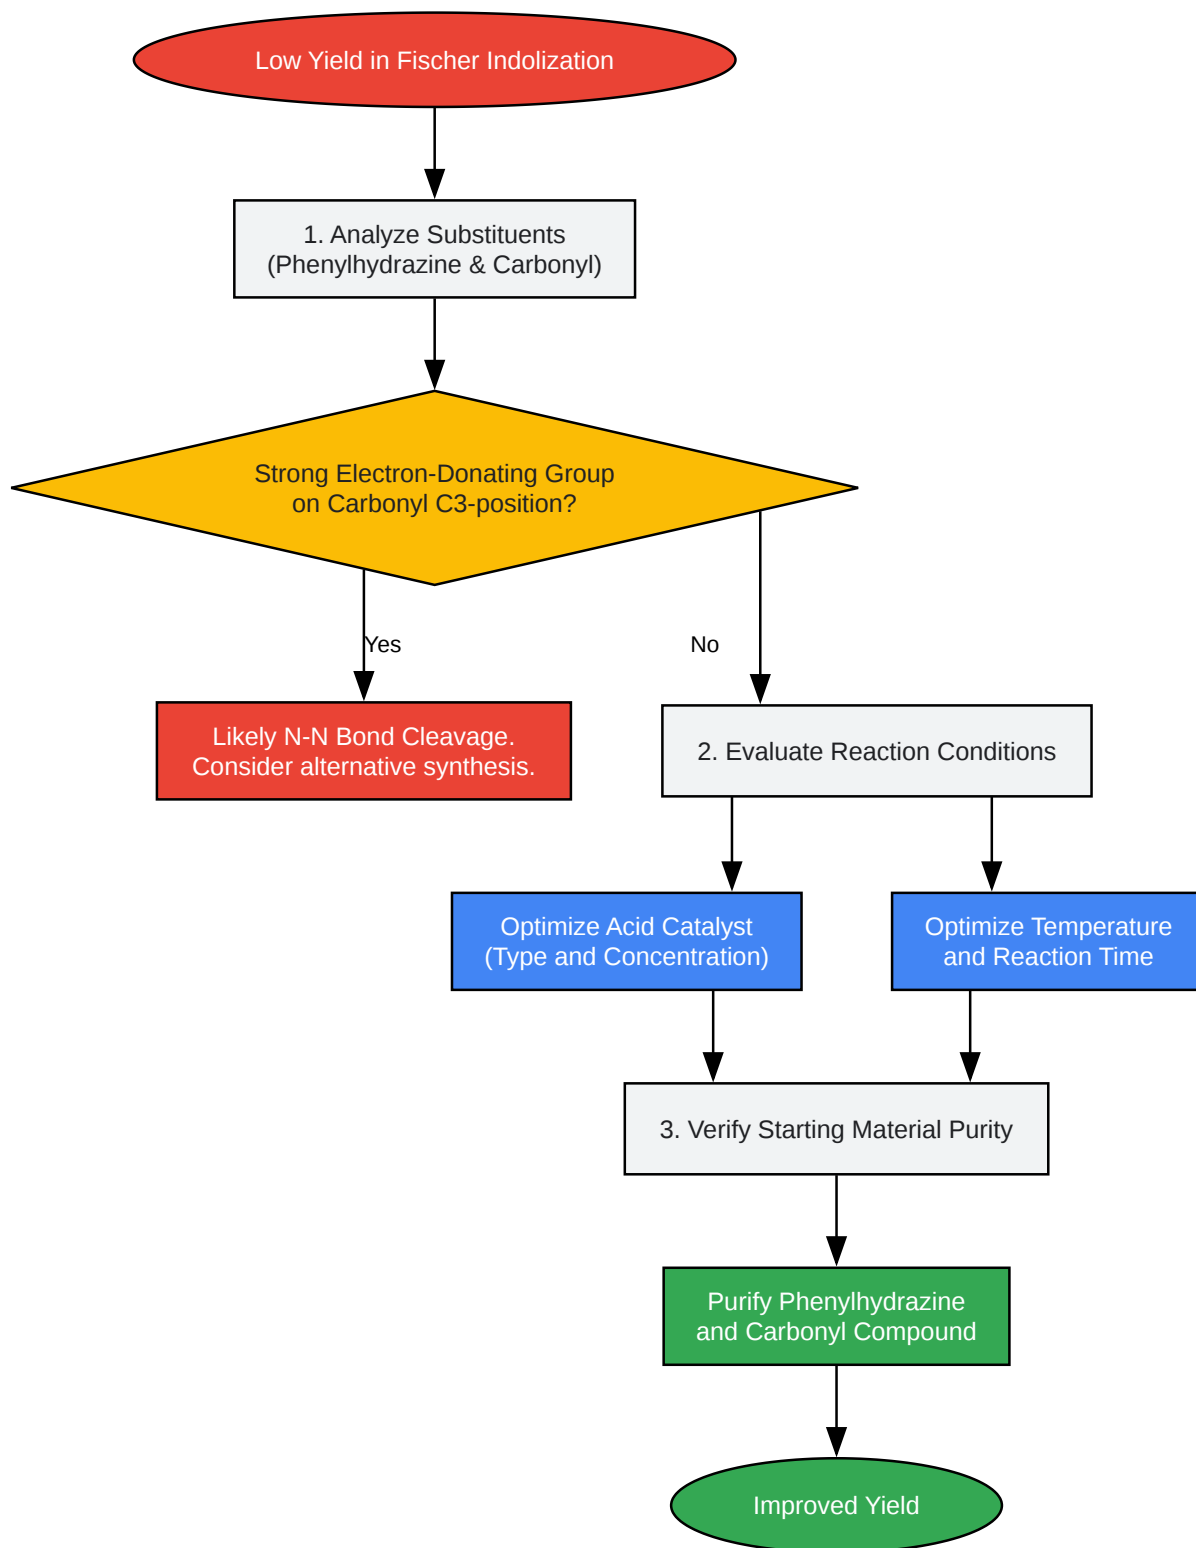 Low Yield in Fischer Indolization
1. Analyze Substituents
(Phenylhydrazine & Carbonyl)
Strong Electron-Donating Group
on Carbonyl C3-position?
Yes
No
Likely N-N Bond Cleavage.
Consider alternative synthesis.
2. Evaluate Reaction Conditions
Optimize Acid Catalyst
(Type and Concentration)
Optimize Temperature
and Reaction Time
3. Verify Starting Material Purity
Purify Phenylhydrazine
and Carbonyl Compound
Improved Yield